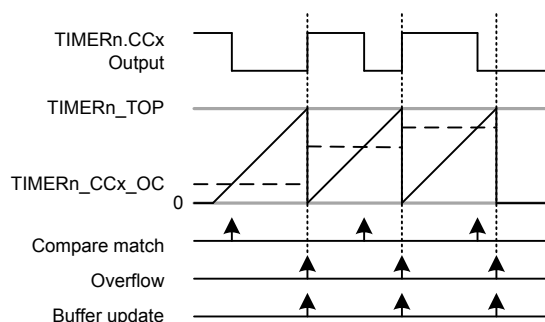 TIMERn.CCx
Output
TIMERn_TOP
TIMERn_CCx_OC
0
Compare match
Overflow
Buffer update